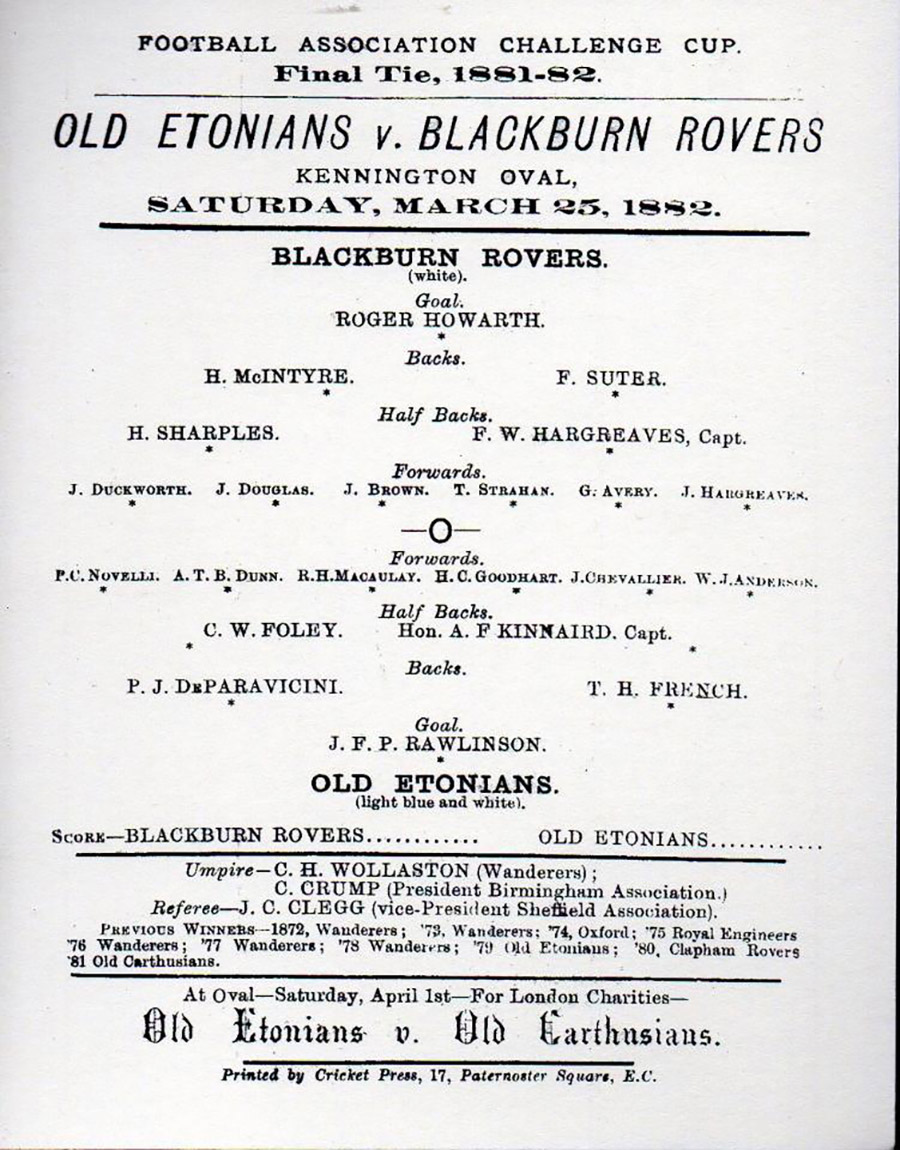 FOOTBALL ASSOCIATION CHALLENGE CUP.
Final Tie, 1881-82.
OLD ETONIANS v. BLACKBURN ROVERS
KENNINGTON OVAL,
SATURDAY, MARCH 25, 1882.
BLACKBURN ROVERS.
(white).
Goal.
ROGER HOWARTH.
*
Backs.
H. McINTYRE. F. SUTER.
* *
Half Backs.
H. SHARPLES. F. W. HARGREAVES, Capt.
* *
Forwards.
J. DUCKWORTH. J. DOUGLAS. J. BROWN. T. STRAHAN. G. AVERY. J. HARGREAVES.
* * * * * *
—O—
Forwards.
P.C. NOVELLI. A. T. B. DUNN. R.H.MACAULAY. H. C. GOODHART. J.CHEVALLIER. W. J.ANDERSON.
* * * * * *
Half Backs.
C. W. FOLEY. Hon. A. F KINNAIRD. Capt.
* *
Backs.
P. J. DEPARAVICINI. T. H. FRENCH.
* *
Goal.
J. F. P. RAWLINSON.
*
OLD ETONIANS.
(light blue and white).
SCORE—BLACKBURN ROVERS............ OLD ETONIANS............
Umpire—C. H. WOLLASTON (Wanderers) ;
C. CRUMP (President Birmingham Association.)
Referee—J. C. CLEGG (vice-President Sheffield Association).
PREVIOUS WINNERS—1872, Wanderers ; '73, Wanderers ; '74, Oxford ; '75 Royal Engineers
'76 Wanderers ; '77 Wanderers ; '78 Wanderers ; '79 Old Etonians ; '80, Clapham Rovers
'81 Old Carthusians.
At Oval—Saturday, April 1st—For London Charities—
Old Etonians v. Old Carthusians.
Printed by Cricket Press, 17, Paternoster Square, E.C.